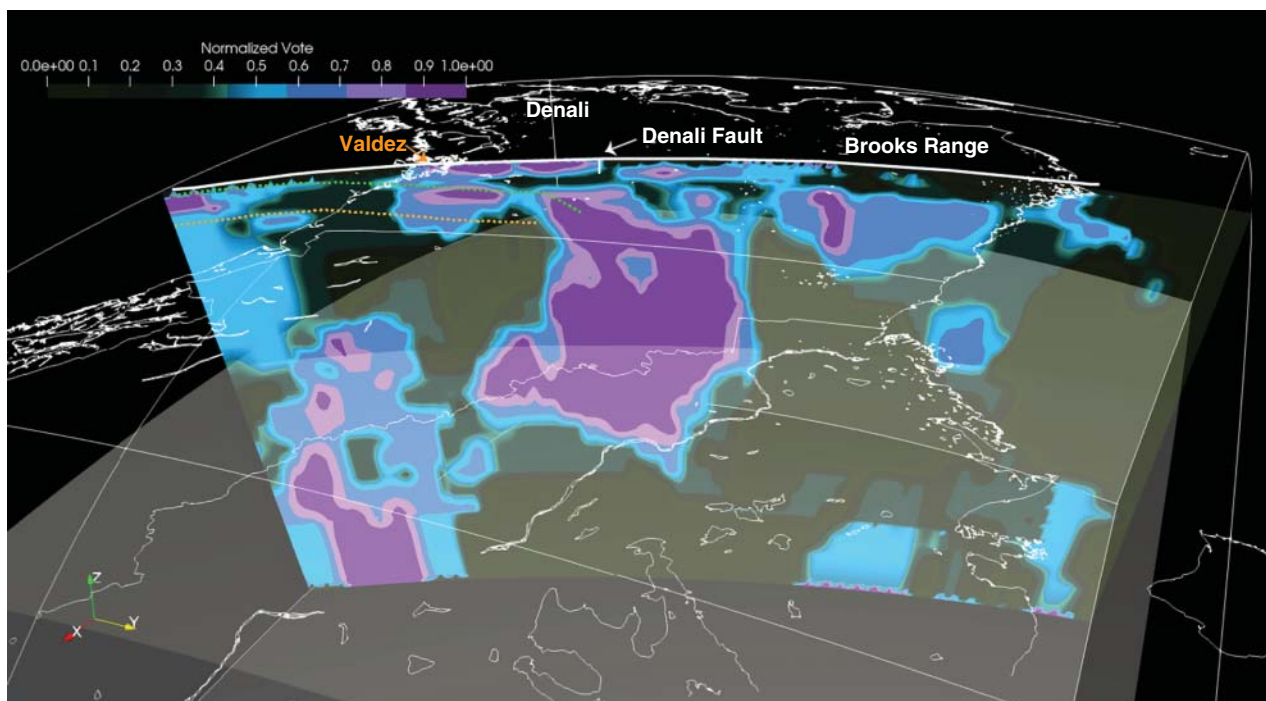 Normalized Vote
0.0e+00 0.1 0.2 0.3 0.4 0.5 0.6 0.7 0.8 0.9 1.0e+00
Denali
Valdez
Denali Fault
Brooks Range
Z
X
Y